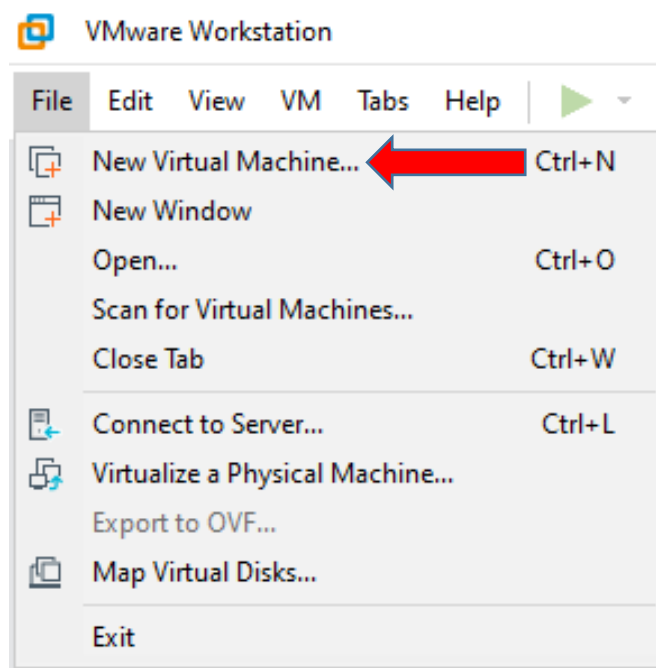 VMware Workstation
File Edit View VM Tabs Help
New Virtual Machine... Ctrl+N
New Window
Open... Ctrl+O
Scan for Virtual Machines...
Close Tab Ctrl+W
Connect to Server... Ctrl+L
Virtualize a Physical Machine...
Export to OVF...
Map Virtual Disks...
Exit